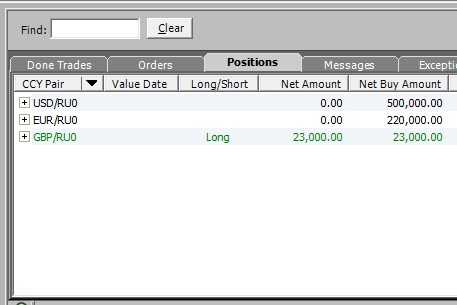 Find: Clear
Done Trades Orders Positions Messages Excepti
CCY Pair Value Date Long/Short Net Amount Net Buy Amount
USD/RU0 0.00 500,000.00
EUR/RU0 0.00 220,000.00
GBP/RU0 Long 23,000.00 23,000.00